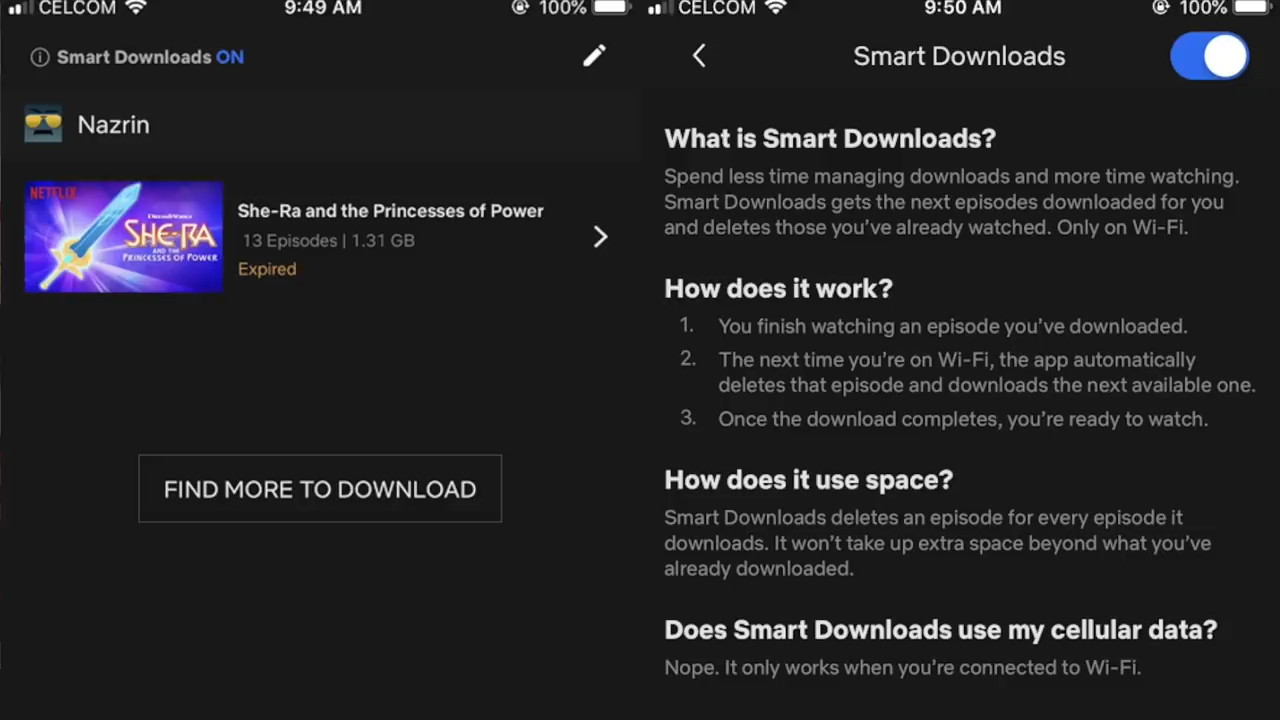 CELCOM 9:49 AM 100%
Smart Downloads ON
Nazrin
NETFLIX
DREAMWORKS
SHE-RA
AND THE
PRINCESSES OF POWER
She-Ra and the Princesses of Power
13 Episodes | 1.31 GB
Expired
FIND MORE TO DOWNLOAD
CELCOM 9:50 AM 100%
Smart Downloads
What is Smart Downloads?
Spend less time managing downloads and more time watching.
Smart Downloads gets the next episodes downloaded for you
and deletes those you’ve already watched. Only on Wi-Fi.
How does it work?
1. You finish watching an episode you’ve downloaded.
2. The next time you’re on Wi-Fi, the app automatically
deletes that episode and downloads the next available one.
3. Once the download completes, you’re ready to watch.
How does it use space?
Smart Downloads deletes an episode for every episode it
downloads. It won’t take up extra space beyond what you’ve
already downloaded.
Does Smart Downloads use my cellular data?
Nope. It only works when you’re connected to Wi-Fi.